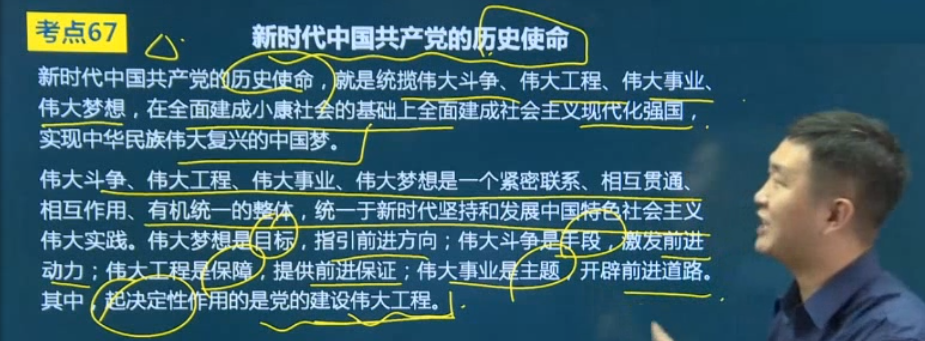 考点67
新时代中国共产党的历史使命
新时代中国共产党的历史使命，就是统揽伟大斗争、伟大工程、伟大事业、
伟大梦想，在全面建成小康社会的基础上全面建成社会主义现代化强国，
实现中华民族伟大复兴的中国梦。
伟大斗争、伟大工程、伟大事业、伟大梦想是一个紧密联系、相互贯通、
相互作用、有机统一的整体，统一于新时代坚持和发展中国特色社会主义
伟大实践。伟大梦想是目标，指引前进方向；伟大斗争是手段，激发前进
动力；伟大工程是保障，提供前进保证；伟大事业是主题，开辟前进道路。
其中，起决定性作用的是党的建设伟大工程。